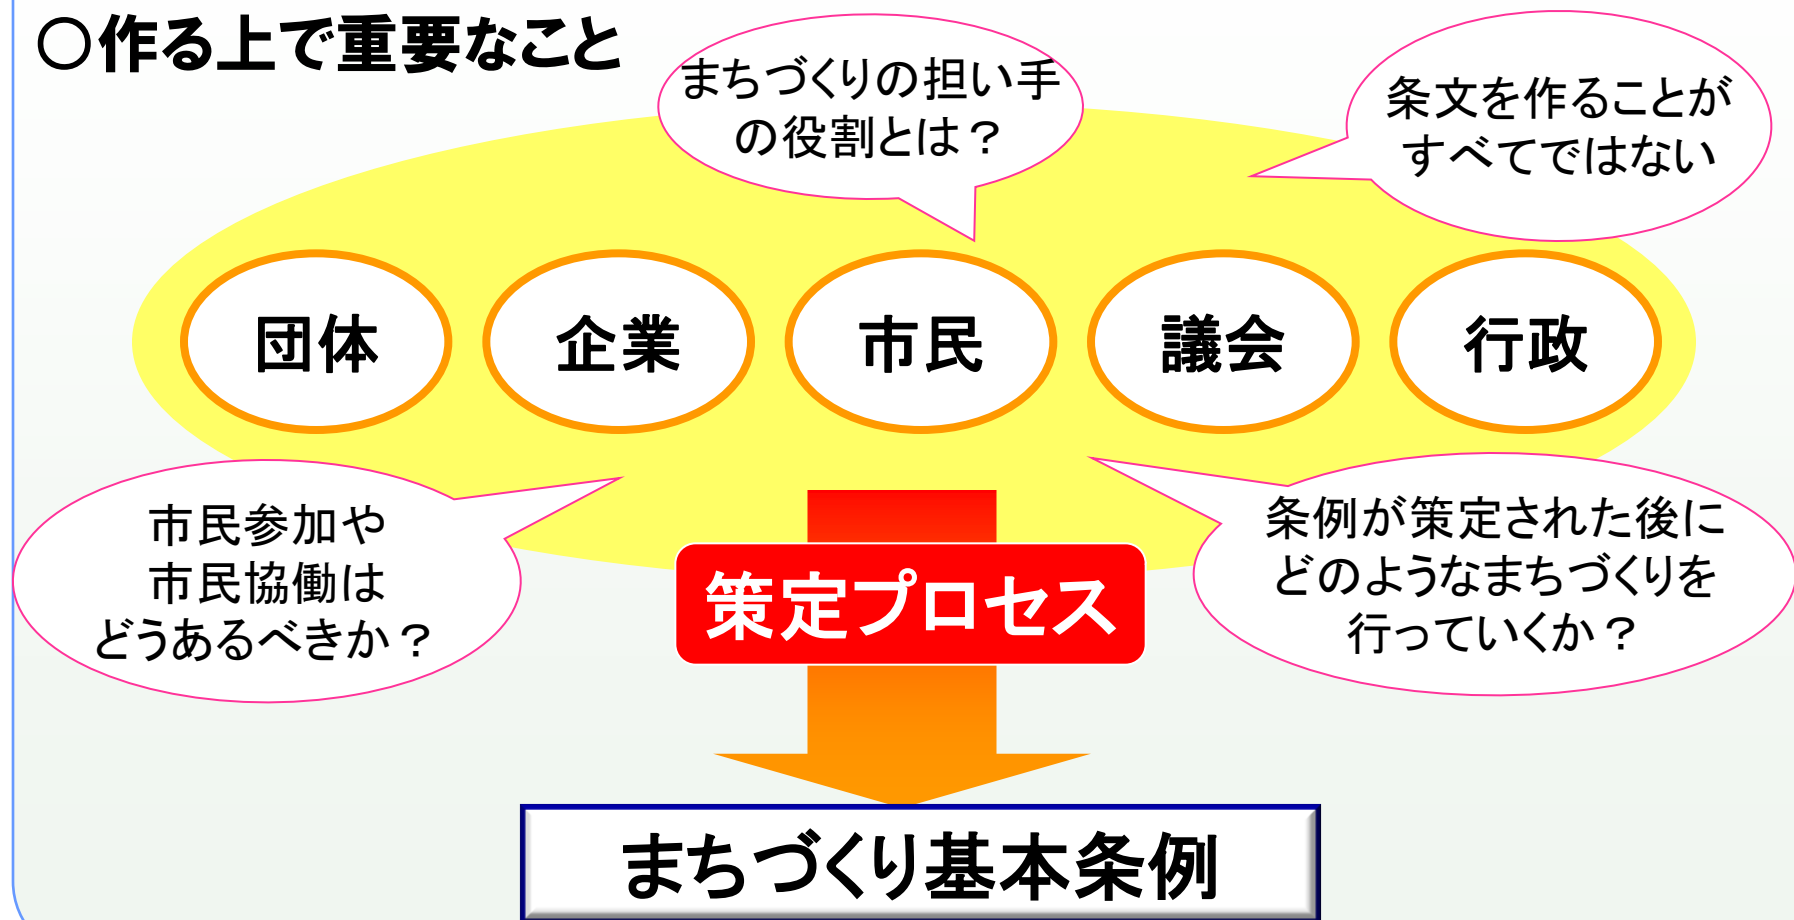 ○作る上で重要なこと
まちづくりの担い手
の役割とは？
条文を作ることが
すべてではない
団体
企業
市民
議会
行政
市民参加や
市民協働は
どうあるべきか？
策定プロセス
条例が策定された後に
どのようなまちづくりを
行っていくか？
まちづくり基本条例